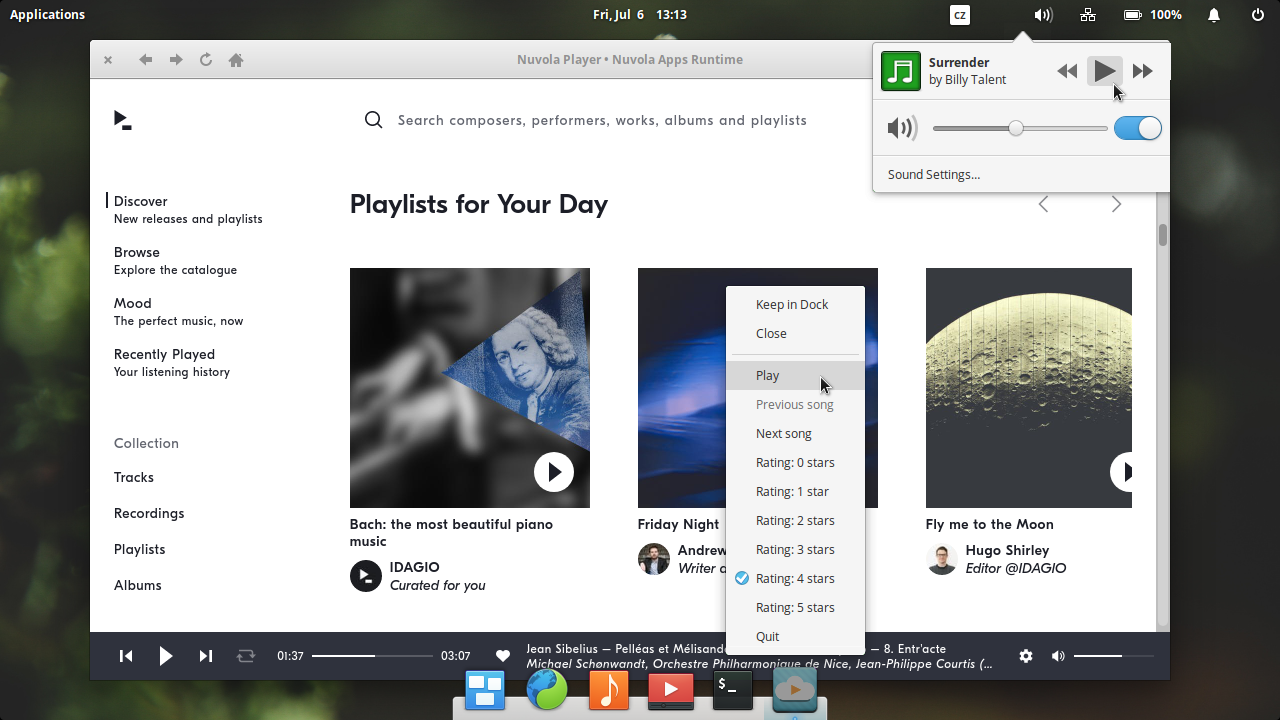 Applications
Fri, Jul 6 13:13
cz
100%
Nuvola Player • Nuvola Apps Runtime
Surrender
by Billy Talent
Sound Settings...
Search composers, performers, works, albums and playlists
Discover
New releases and playlists
Browse
Explore the catalogue
Mood
The perfect music, now
Recently Played
Your listening history
Collection
Tracks
Recordings
Playlists
Albums
Playlists for Your Day
Bach: the most beautiful piano
music
IDAGIO
Curated for you
Friday Night
Andrew
Writer
Fly me to the Moon
Hugo Shirley
Editor @IDAGIO
Keep in Dock
Close
Play
Previous song
Next song
Rating: 0 stars
Rating: 1 star
Rating: 2 stars
Rating: 3 stars
Rating: 4 stars
Rating: 5 stars
Quit
01:37
03:07
Jean Sibelius — Pelléas et Mélisand — 8. Entr'acte
Michael Schønwandt, Orchestre Philharmonique de Nice, Jean-Philippe Courtis (...